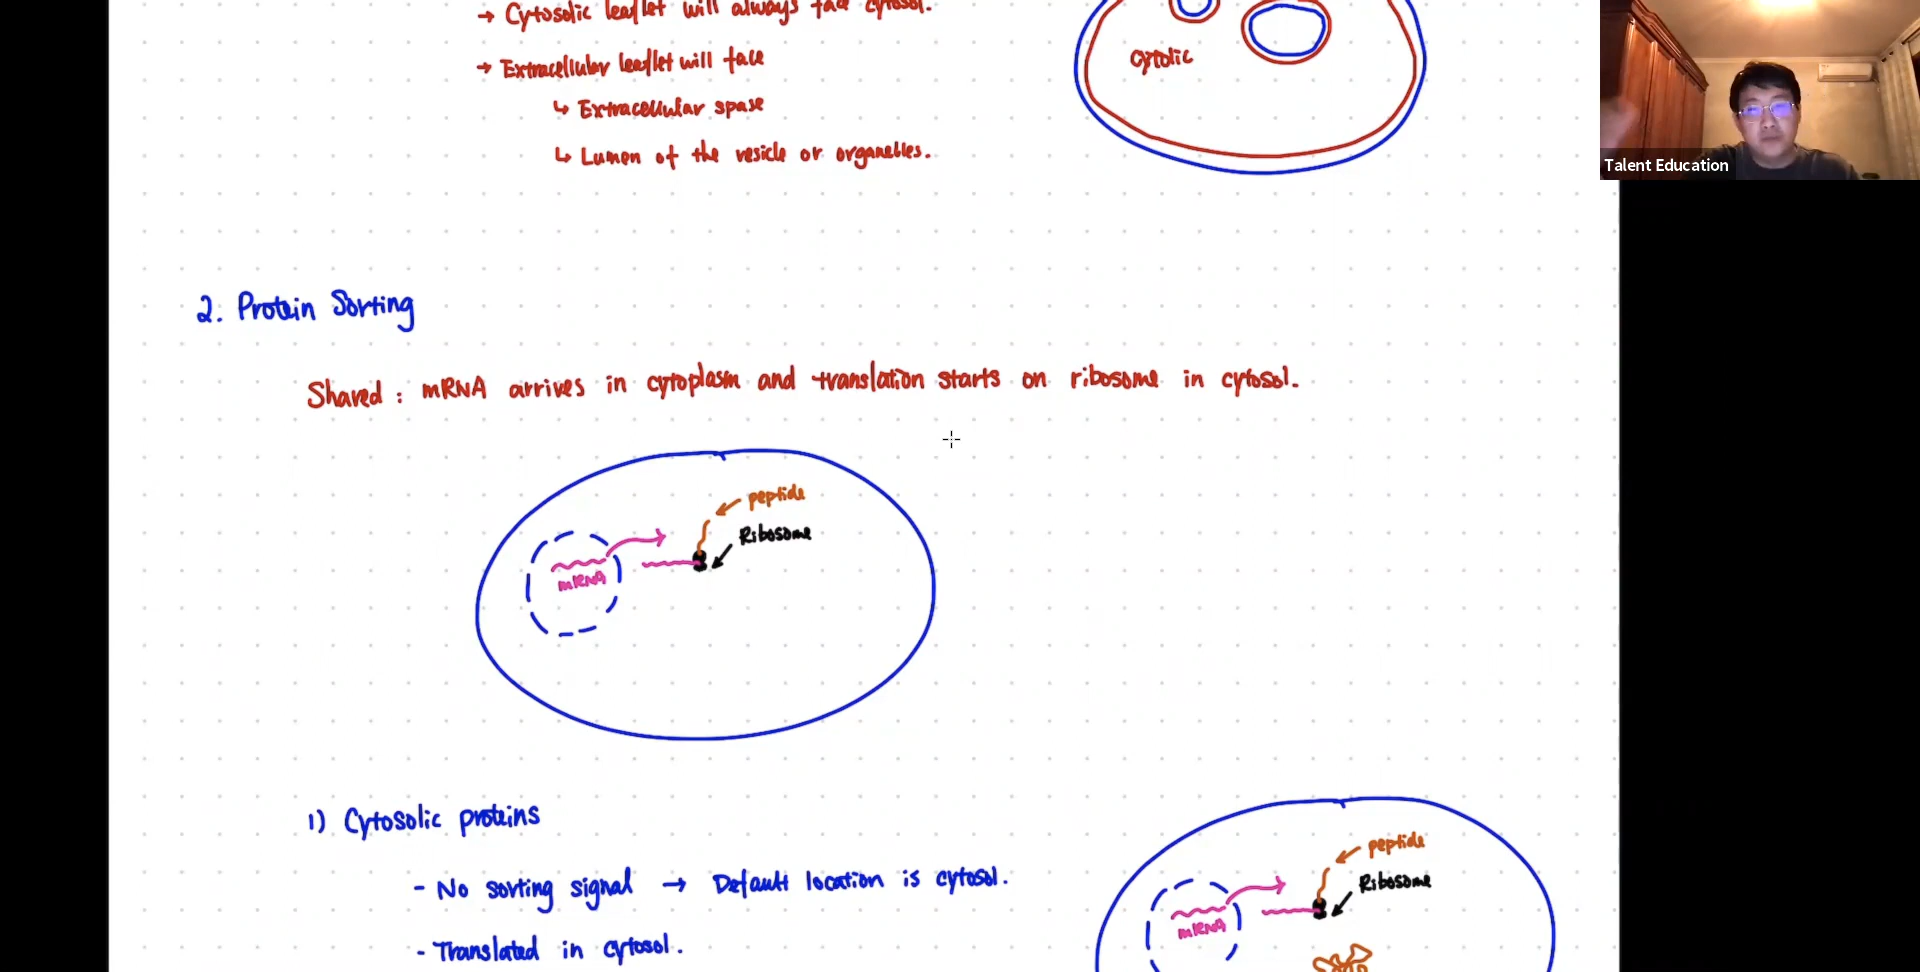 → Cytosolic leaflet will always face cytosol.
→ Extracellular leaflet will face
↳ Extracellular spase
↳ Lumen of the vesicle or organelles.
cytolic
Talent Education
2. Protein Sorting
Shared : mRNA arrives in cytoplasm and translation starts on ribosome in cytosol.
peptide
Ribosome
mRNA
1) Cytosolic proteins
- No sorting signal → Default location is cytosol.
- Translated in cytosol.
peptide
Ribosome
mRNA